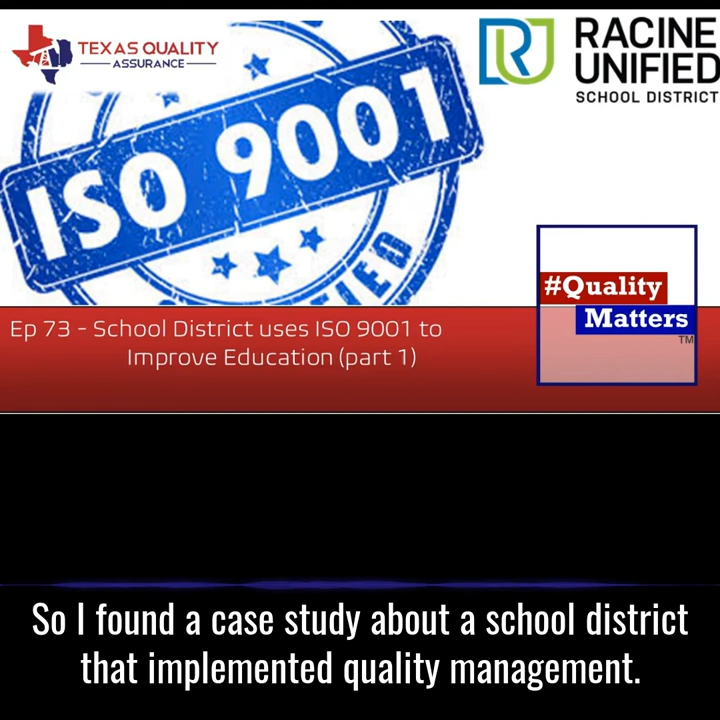 TEXAS QUALITY
ASSURANCE
RACINE
UNIFIED
SCHOOL DISTRICT
ISO 9001
#Quality
Matters
TM
Ep 73 - School District uses ISO 9001 to
Improve Education (part 1)
So I found a case study about a school district
that implemented quality management.